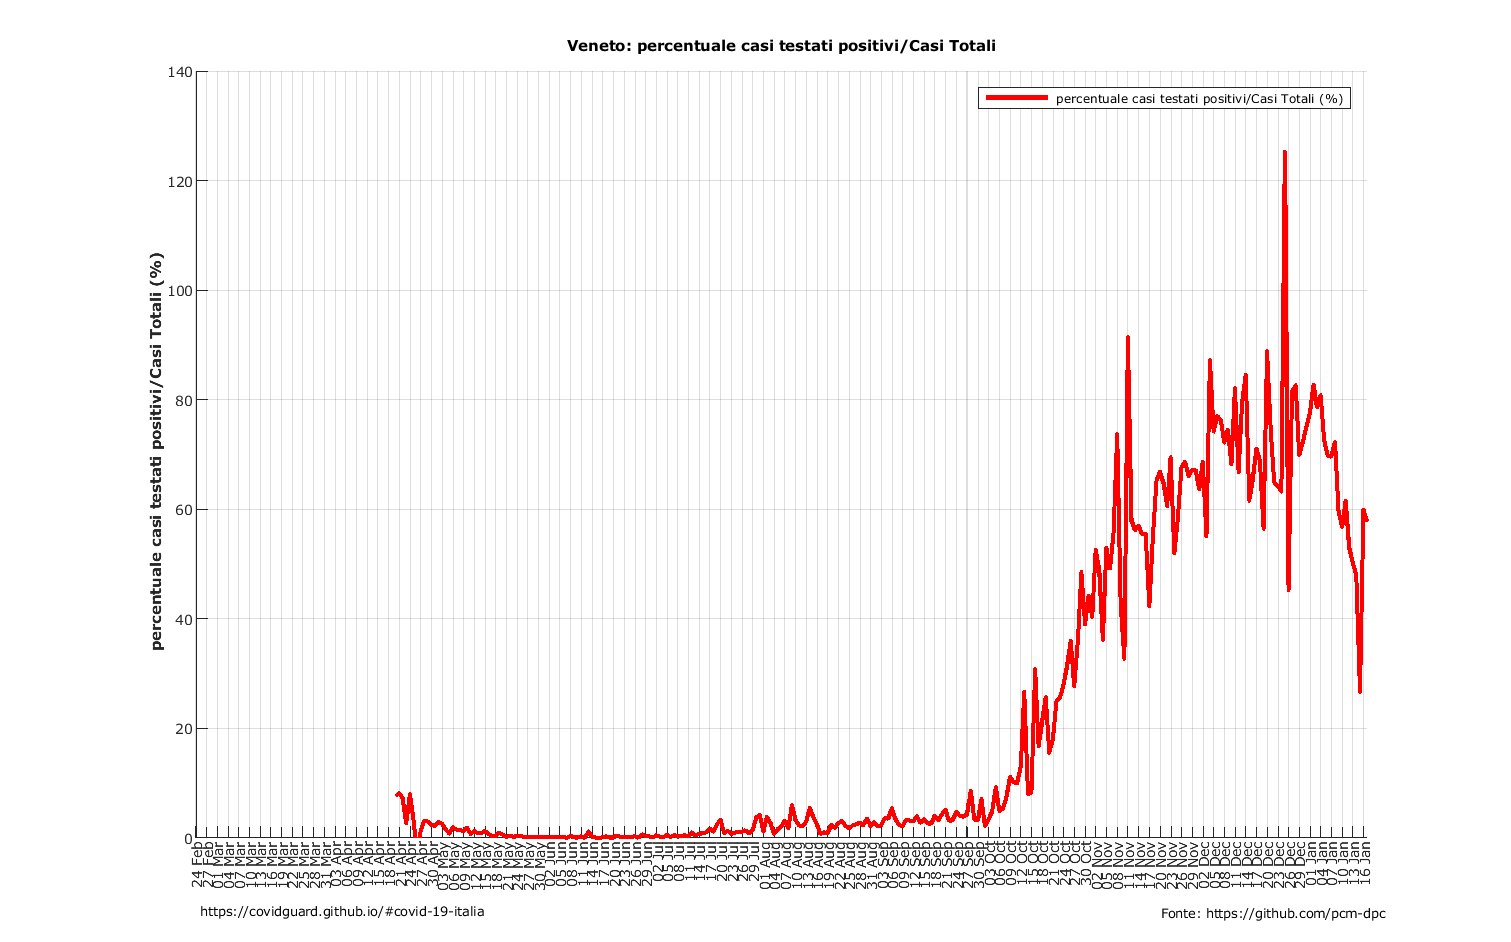 Veneto: percentuale casi testati positivi/Casi Totali
percentuale casi testati positivi/Casi Totali (%)
percentuale casi testati positivi/Casi Totali (%)
140
120
100
80
60
40
20
0
24 Feb
27 Feb
01 Mar
04 Mar
07 Mar
10 Mar
13 Mar
16 Mar
19 Mar
22 Mar
25 Mar
28 Mar
31 Mar
03 Apr
06 Apr
09 Apr
12 Apr
15 Apr
18 Apr
21 Apr
24 Apr
27 Apr
30 Apr
03 May
06 May
09 May
12 May
15 May
18 May
21 May
24 May
27 May
30 May
02 Jun
05 Jun
08 Jun
11 Jun
14 Jun
17 Jun
20 Jun
23 Jun
26 Jun
29 Jun
02 Jul
05 Jul
08 Jul
11 Jul
14 Jul
17 Jul
20 Jul
23 Jul
26 Jul
29 Jul
01 Aug
04 Aug
07 Aug
10 Aug
13 Aug
16 Aug
19 Aug
22 Aug
25 Aug
28 Aug
31 Aug
03 Sep
06 Sep
09 Sep
12 Sep
15 Sep
18 Sep
21 Sep
24 Sep
27 Sep
30 Sep
03 Oct
06 Oct
09 Oct
12 Oct
15 Oct
18 Oct
21 Oct
24 Oct
27 Oct
30 Oct
02 Nov
05 Nov
08 Nov
11 Nov
14 Nov
17 Nov
20 Nov
23 Nov
26 Nov
29 Nov
02 Dec
05 Dec
08 Dec
11 Dec
14 Dec
17 Dec
20 Dec
23 Dec
26 Dec
29 Dec
01 Jan
04 Jan
07 Jan
10 Jan
13 Jan
16 Jan
https://covidguard.github.io/#covid-19-italia
Fonte: https://github.com/pcm-dpc